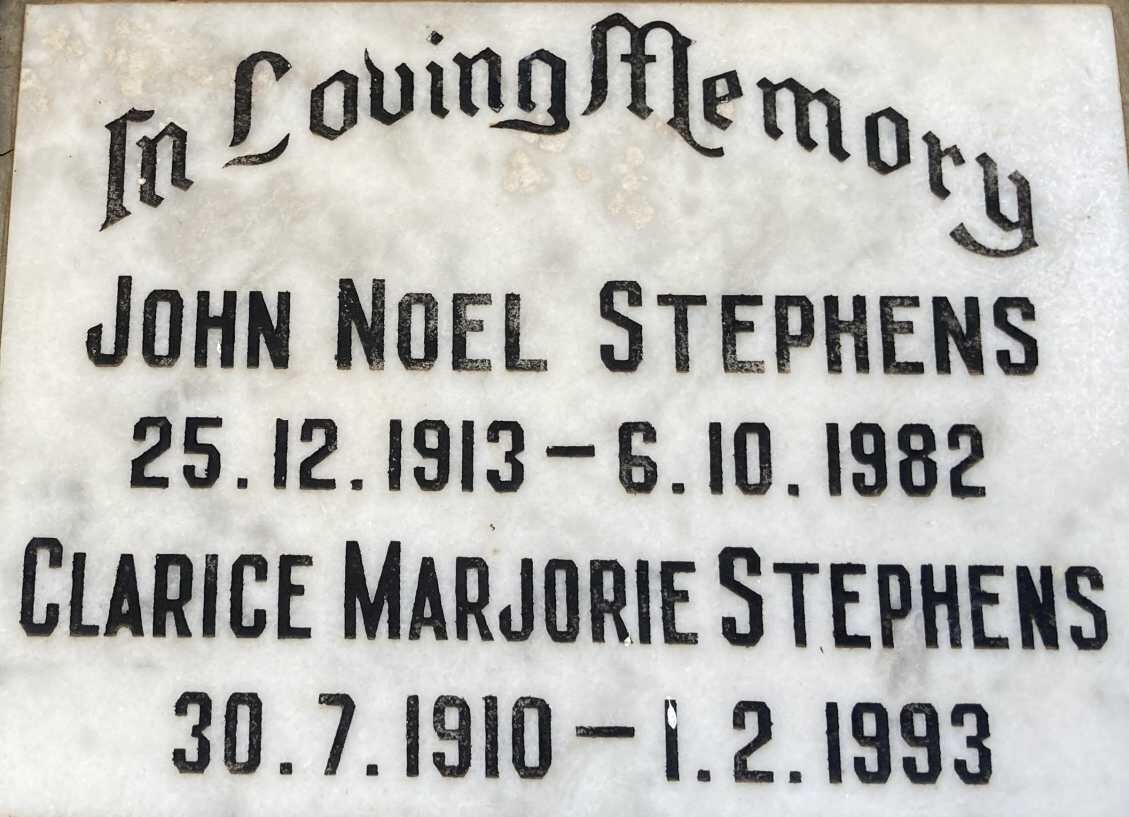 In Loving Memory
JOHN NOEL STEPHENS
25.12.1913 – 6.10.1982
CLARICE MARJORIE STEPHENS
30.7.1910 – 1.2.1993